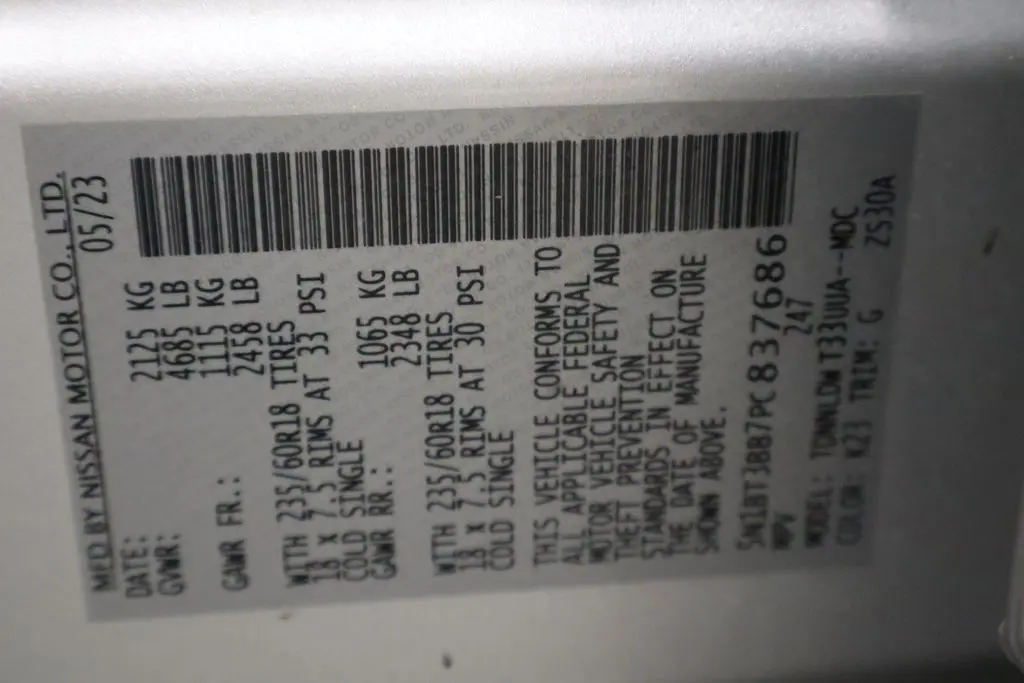 MFD BY NISSAN MOTOR CO., LTD.
DATE: 05/23
GVWR: 2125 KG
4685 LB
GAWR FR.: 1115 KG
2458 LB
WITH 235/60R18 TIRES
18 x 7.5 RIMS AT 33 PSI
COLD SINGLE
GAWR RR.: 1065 KG
2348 LB
WITH 235/60R18 TIRES
18 x 7.5 RIMS AT 30 PSI
COLD SINGLE
THIS VEHICLE CONFORMS TO
ALL APPLICABLE FEDERAL
MOTOR VEHICLE SAFETY AND
THEFT PREVENTION
STANDARDS IN EFFECT ON
THE DATE OF MANUFACTURE
SHOWN ABOVE.
5N1BT3BB7PC837686
MPV 247
MODEL: TDNNLDW T33UUA--MDC
COLOR: K23 TRIM: G ZS30A